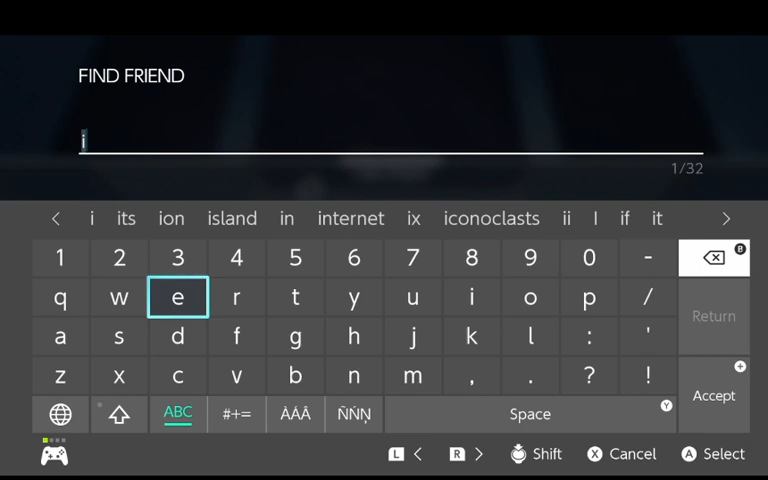 FIND FRIEND
i
1/32
< i its ion island in internet ix iconoclasts ii I if it >
1 2 3 4 5 6 7 8 9 0 - B
q w e r t y u i o p / Return
a s d f g h j k l : '
z x c v b n m , . ? ! + Accept
ABC #+= ÀÁÂ ÑŃŅ Space Y
L < R > Shift X Cancel A Select